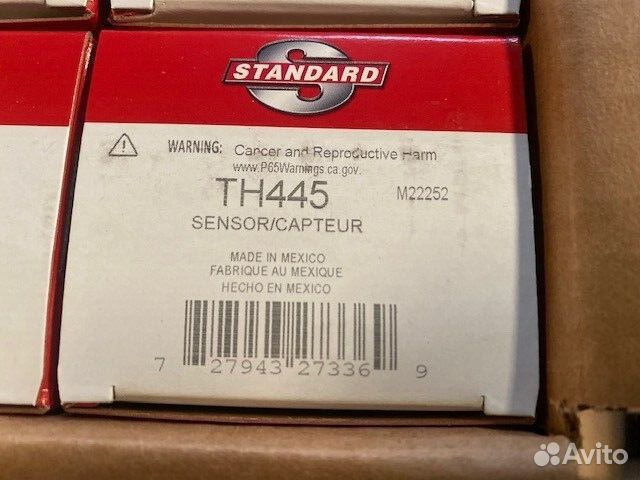 STANDARD
WARNING: Cancer and Reproductive Harm
www.P65Warnings.ca.gov.
TH445 M22252
SENSOR/CAPTEUR
MADE IN MEXICO
FABRIQUE AU MEXIQUE
HECHO EN MEXICO
7 27943 27336 9
Avito